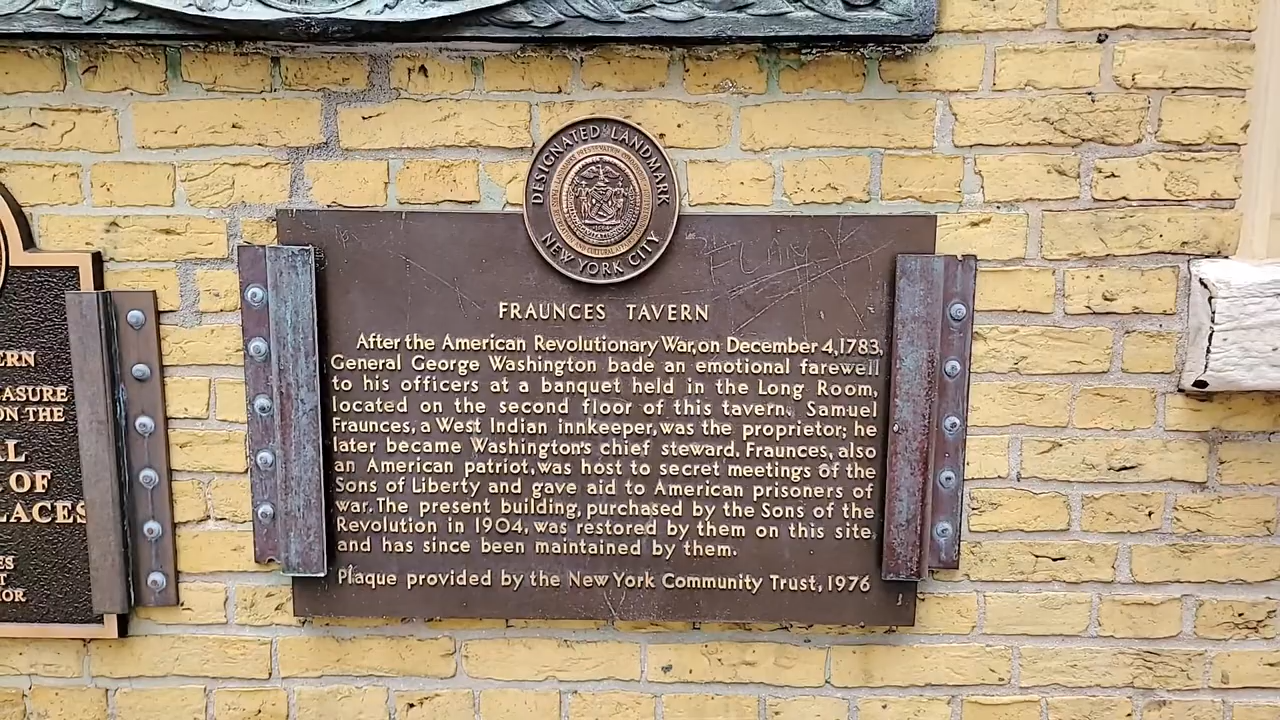 DESIGNATED LANDMARK
NEW YORK CITY
FRAUNCES TAVERN
After the American Revolutionary War, on December 4, 1783,
General George Washington bade an emotional farewell
to his officers at a banquet held in the Long Room,
located on the second floor of this tavern. Samuel
Fraunces, a West Indian innkeeper, was the proprietor; he
later became Washington's chief steward. Fraunces, also
an American patriot, was host to secret meetings of the
Sons of Liberty and gave aid to American prisoners of
war. The present building, purchased by the Sons of the
Revolution in 1904, was restored by them on this site
and has since been maintained by them.
Plaque provided by the New York Community Trust, 1976
ERN
EASURE
ON THE
AL
OF
LACES
ES
T
IOR